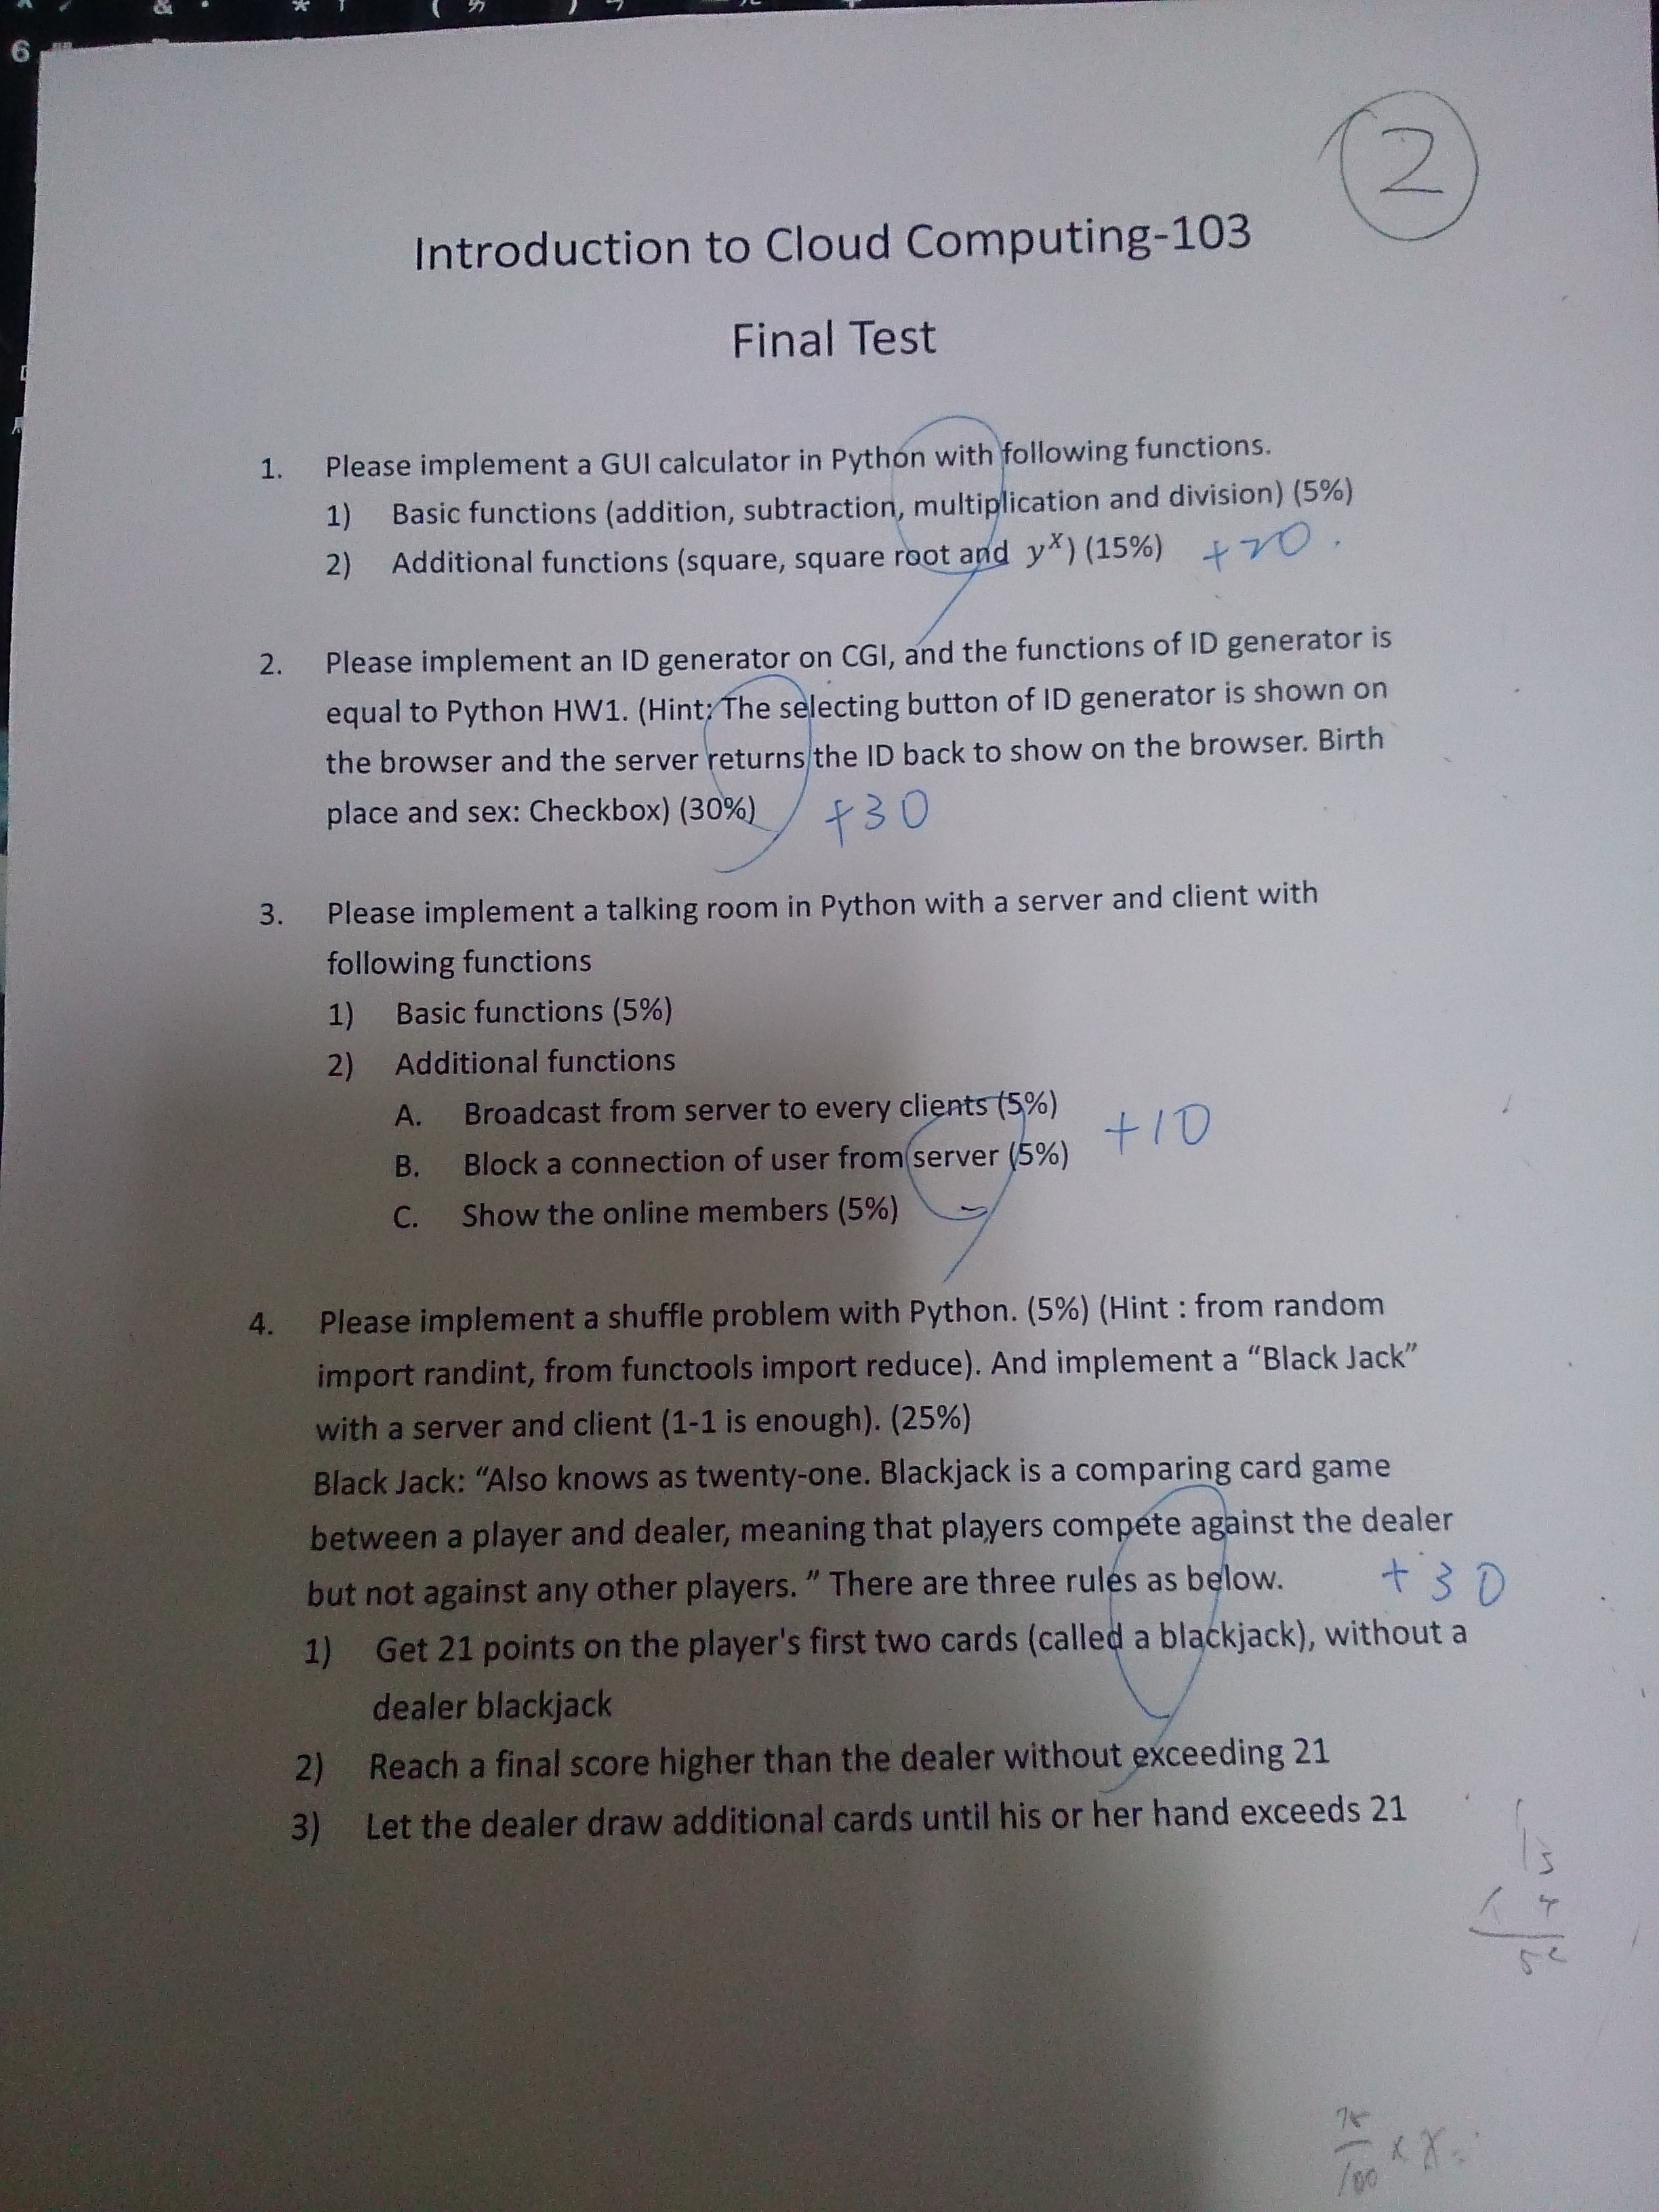 2
Introduction to Cloud Computing-103
Final Test
1. Please implement a GUI calculator in Python with following functions.
1) Basic functions (addition, subtraction, multiplication and division) (5%)
2) Additional functions (square, square root and yˣ) (15%) +20.
2. Please implement an ID generator on CGI, and the functions of ID generator is
equal to Python HW1. (Hint: The selecting button of ID generator is shown on
the browser and the server returns the ID back to show on the browser. Birth
place and sex: Checkbox) (30%) +30
3. Please implement a talking room in Python with a server and client with
following functions
1) Basic functions (5%)
2) Additional functions
A. Broadcast from server to every clients (5%)
+10
B. Block a connection of user from server (5%)
C. Show the online members (5%)
4. Please implement a shuffle problem with Python. (5%) (Hint : from random
import randint, from functools import reduce). And implement a “Black Jack”
with a server and client (1-1 is enough). (25%)
Black Jack: “Also knows as twenty-one. Blackjack is a comparing card game
between a player and dealer, meaning that players compete against the dealer
but not against any other players. ” There are three rules as below. +30
1) Get 21 points on the player's first two cards (called a blackjack), without a
dealer blackjack
2) Reach a final score higher than the dealer without exceeding 21
3) Let the dealer draw additional cards until his or her hand exceeds 21